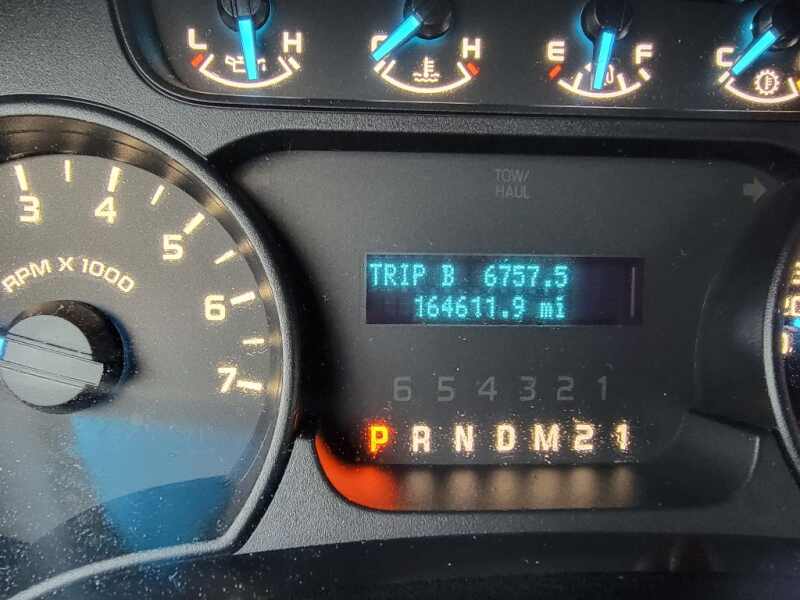 L H
C H
E F
C
TOW/
HAUL
3
4
5
6
7
RPM X 1000
TRIP B 6757.5
164611.9 mi
6 5 4 3 2 1
P R N D M 2 1